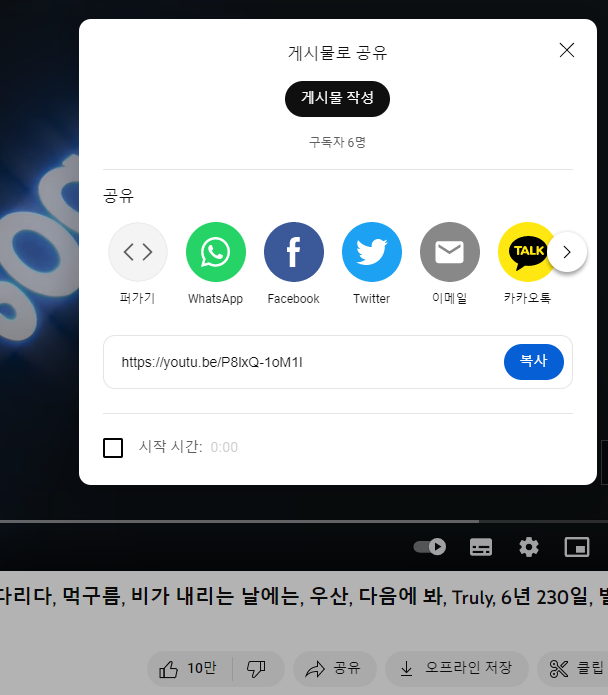 게시물로 공유
게시물 작성
구독자 6명
공유
퍼가기 WhatsApp Facebook Twitter 이메일 TALK 카카오톡
https://youtu.be/P8lxQ-1oM1I
복사
시작 시간: 0:00
다리다, 먹구름, 비가 내리는 날에는, 우산, 다음에 봐, Truly, 6년 230일,
10만 공유 오프라인 저장 클립